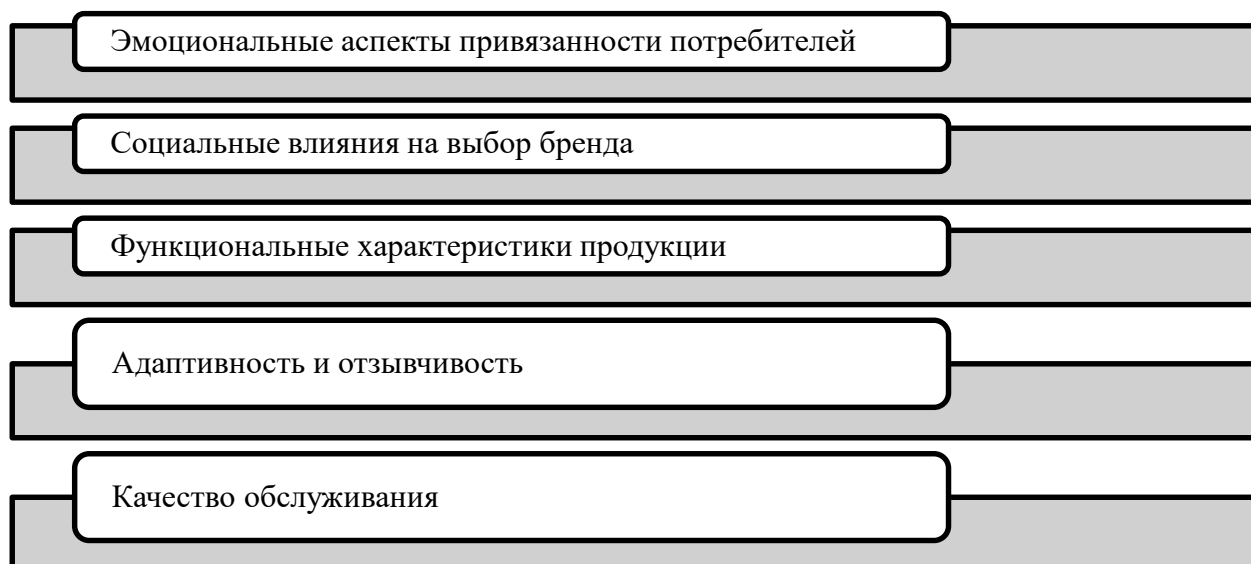 Эмоциональные аспекты привязанности потребителей
Социальные влияния на выбор бренда
Функциональные характеристики продукции
Адаптивность и отзывчивость
Качество обслуживания